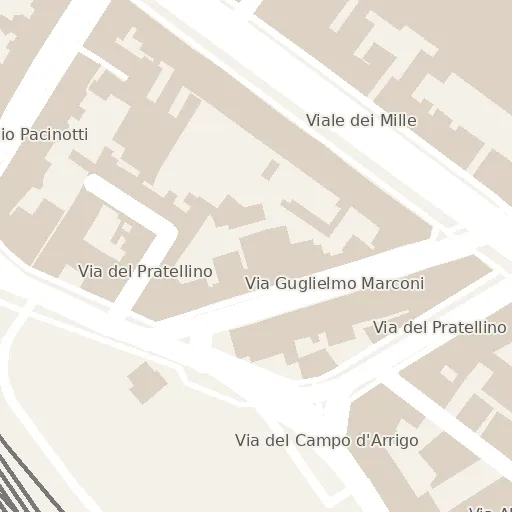 Viale dei Mille
io Pacinotti
Via del Pratellino
Via Guglielmo Marconi
Via del Pratellino
Via del Campo d'Arrigo